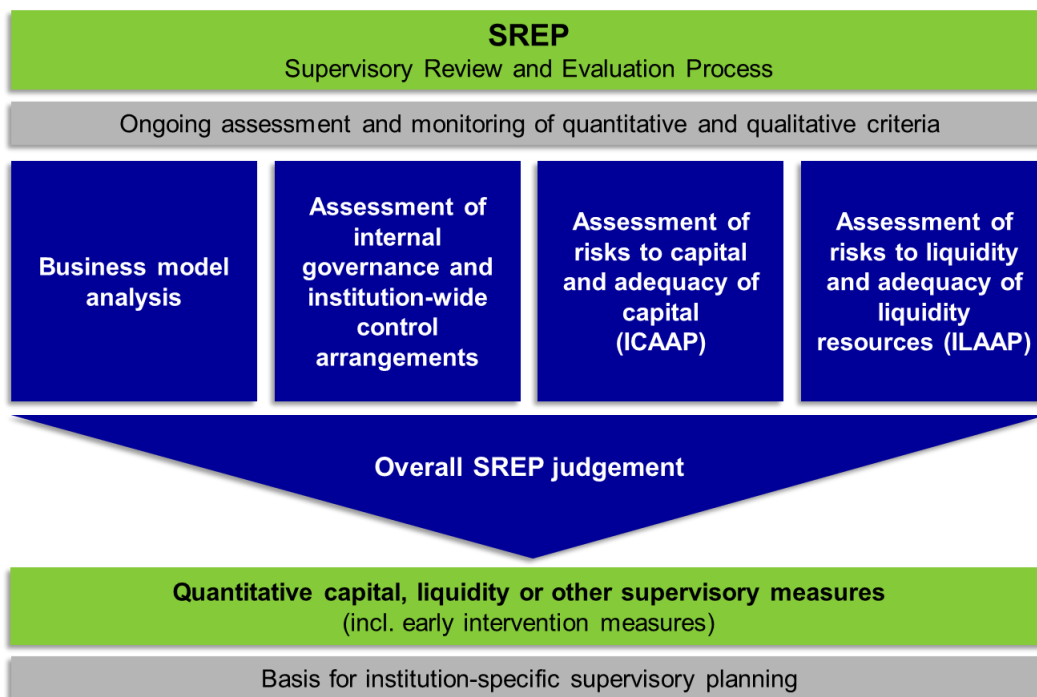 SREP
Supervisory Review and Evaluation Process
Ongoing assessment and monitoring of quantitative and qualitative criteria
Business model
analysis
Assessment of
internal
governance and
institution-wide
control
arrangements
Assessment of
risks to capital
and adequacy of
capital
(ICAAP)
Assessment of
risks to liquidity
and adequacy of
liquidity
resources (ILAAP)
Overall SREP judgement
Quantitative capital, liquidity or other supervisory measures
(incl. early intervention measures)
Basis for institution-specific supervisory planning